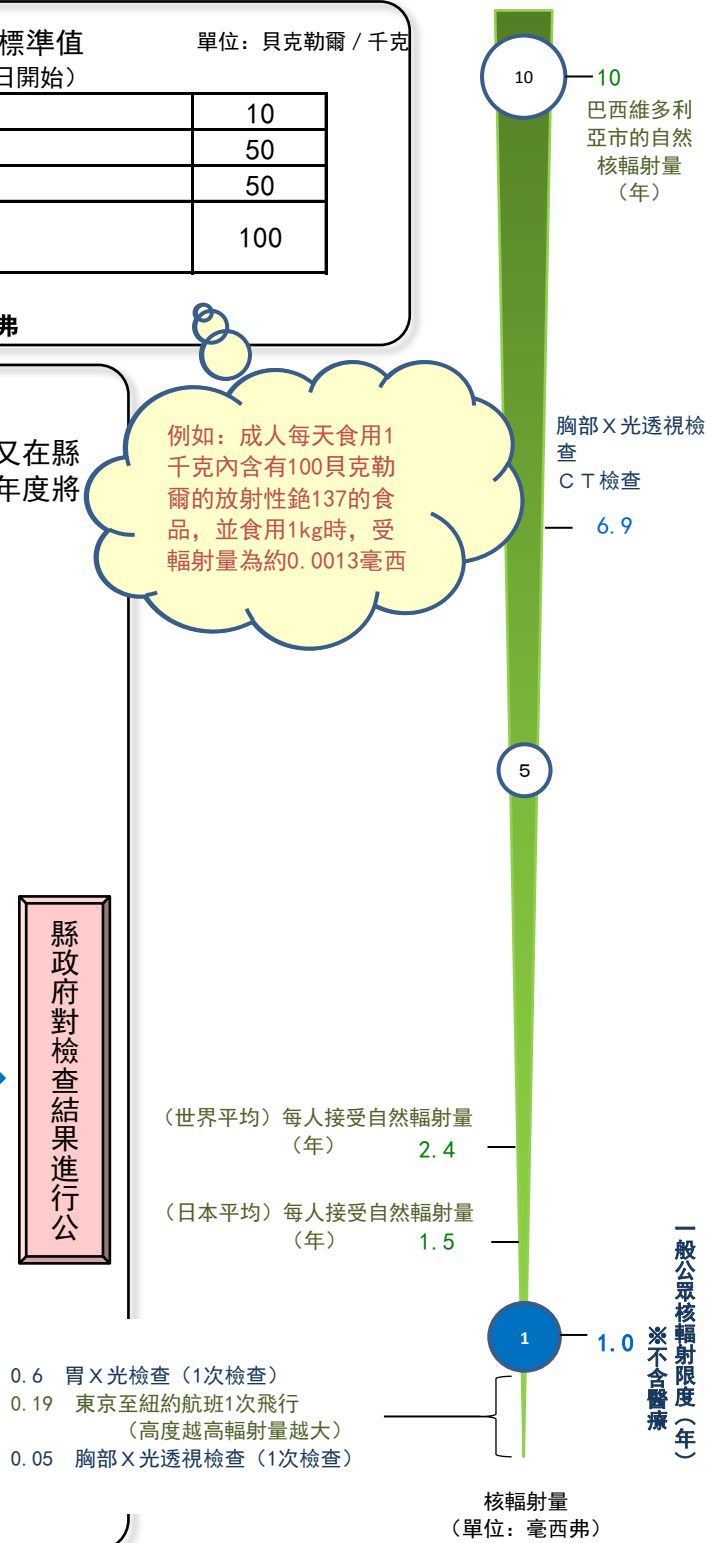 標準值
單位：貝克勒爾／千克
日開始）
10
50
50
100
弗
又在縣
年度將
例如：成人每天食用1
千克內含有100貝克勒
爾的放射性銫137的食
品，並食用1kg時，受
輻射量為約0.0013毫西
縣政府對檢查結果進行公
10
10
巴西維多利
亞市的自然
核輻射量
（年）
胸部Ｘ光透視檢
查
ＣＴ檢查
6.9
5
（世界平均）每人接受自然輻射量
（年） 2.4
（日本平均）每人接受自然輻射量
（年） 1.5
1
1.0
一般公眾核輻射限度（年）
※不含醫療
0.6 胃Ｘ光檢查（1次檢查）
0.19 東京至紐約航班1次飛行
（高度越高輻射量越大）
0.05 胸部Ｘ光透視檢查（1次檢查）
核輻射量
（單位：毫西弗）